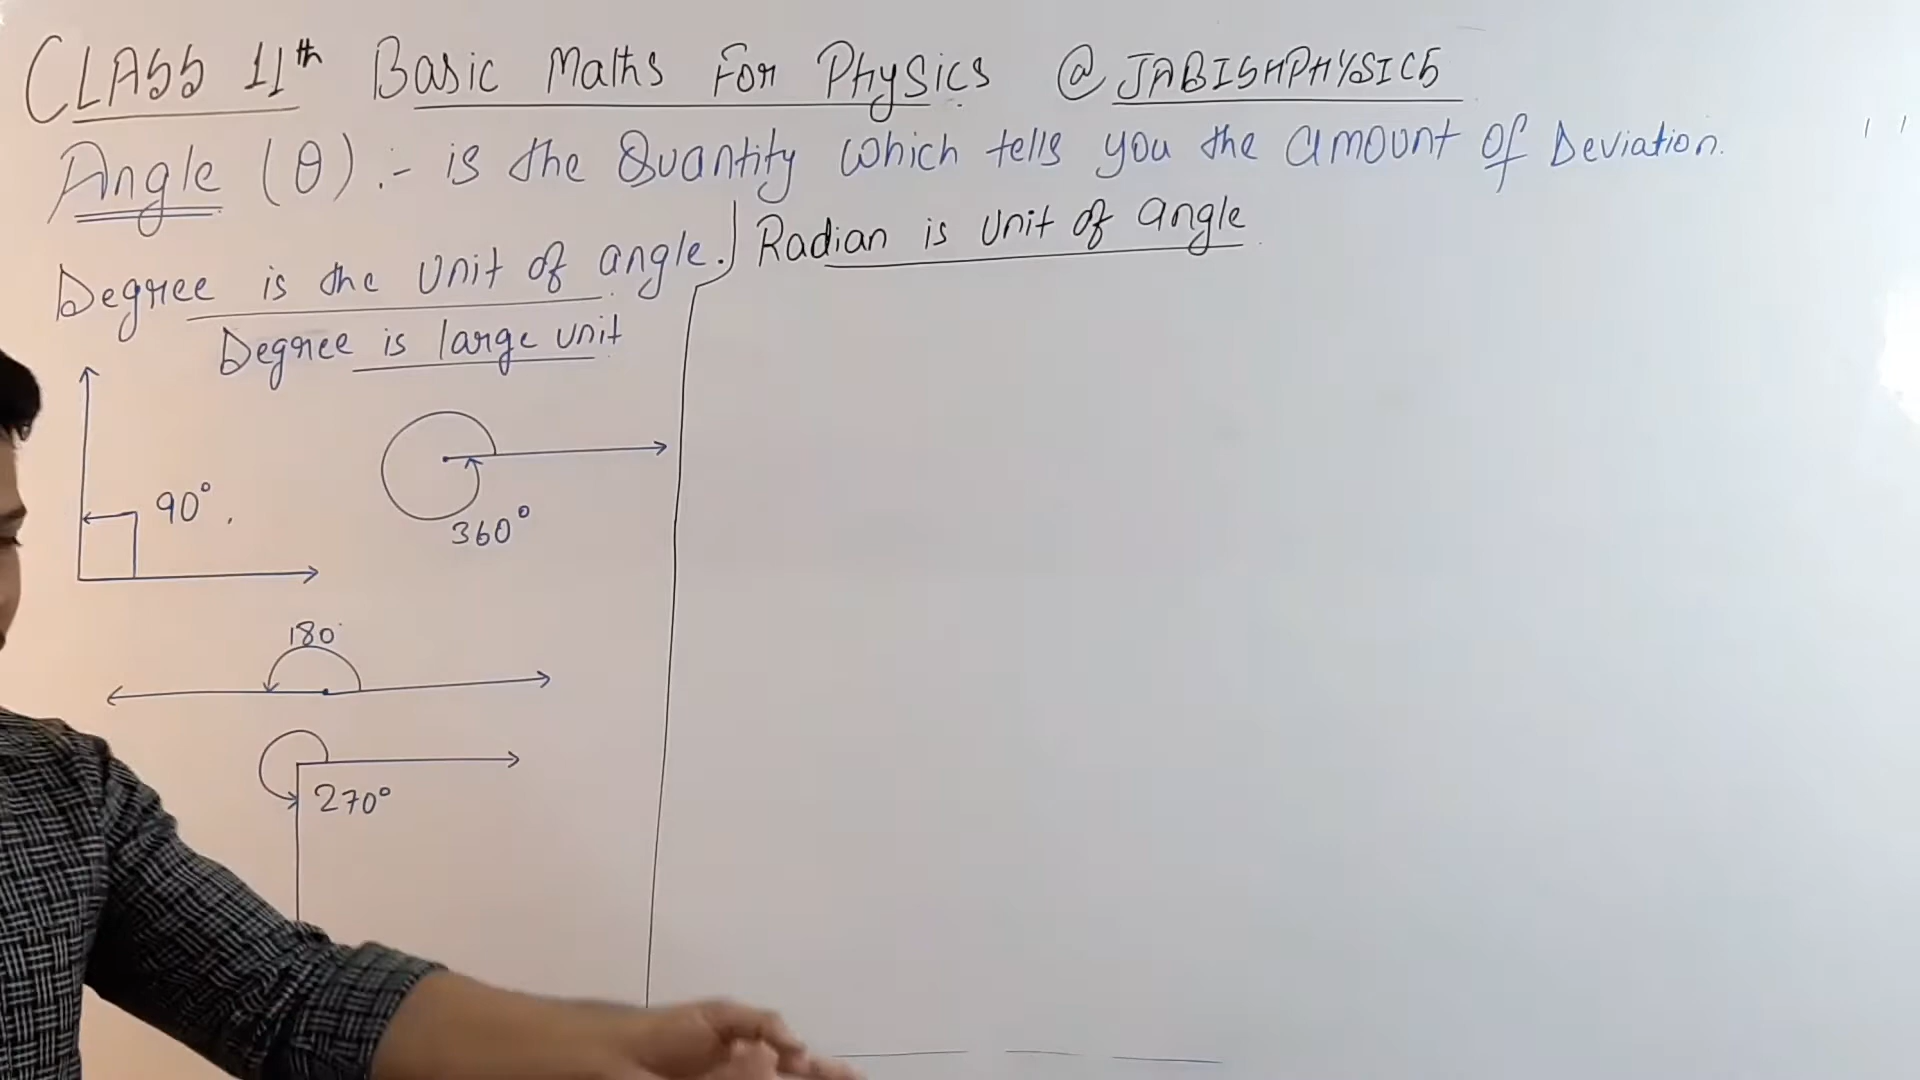 CLASS 11th Basic Maths For Physics @JABISHPHYSICS
Angle (θ) :- is the Quantity which tells you the amount of Deviation.
Degree is the unit of angle.
Radian is unit of angle
Degree is large unit
90°.
360°
180°
270°